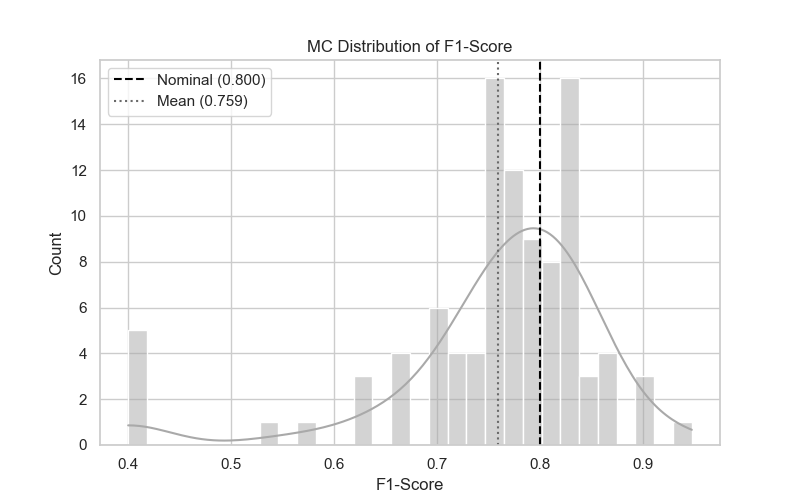 MC Distribution of F1-Score
Nominal (0.800)
Mean (0.759)
Count
16
14
12
10
8
6
4
2
0
0.4 0.5 0.6 0.7 0.8 0.9
F1-Score